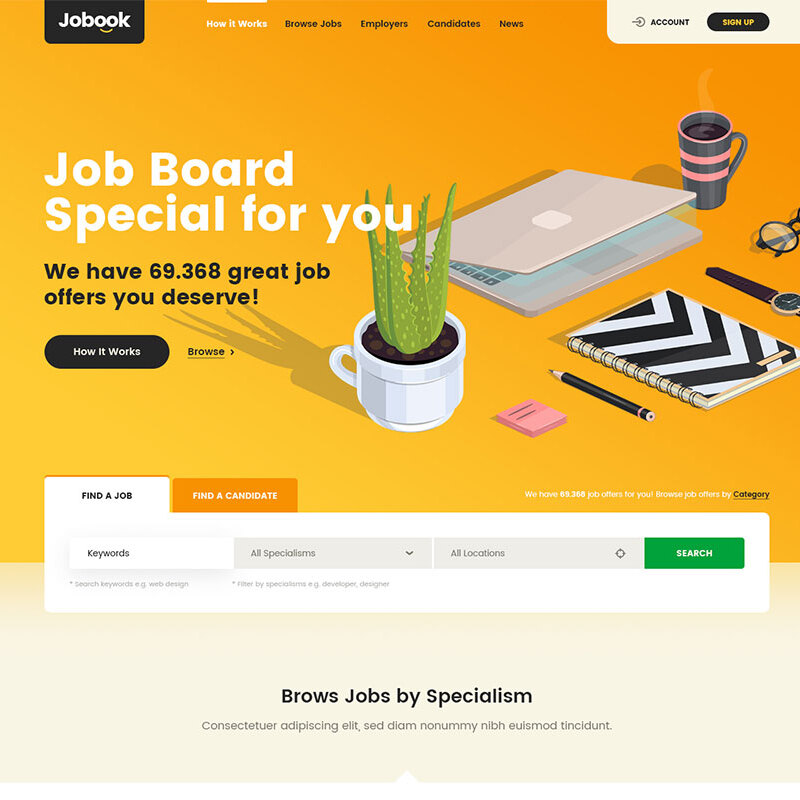 Jobook
How it Works
Browse Jobs
Employers
Candidates
News
ACCOUNT
SIGN UP
Job Board
Special for you
We have 69.368 great job
offers you deserve!
How It Works
Browse ›
FIND A JOB
FIND A CANDIDATE
We have 69.368 job offers for you! Browse job offers by Category
Keywords
All Specialisms
All Locations
SEARCH
* Search keywords e.g. web design
* Filter by specialisms e.g. developer, designer
Brows Jobs by Specialism
Consectetuer adipiscing elit, sed diam nonummy nibh euismod tincidunt.